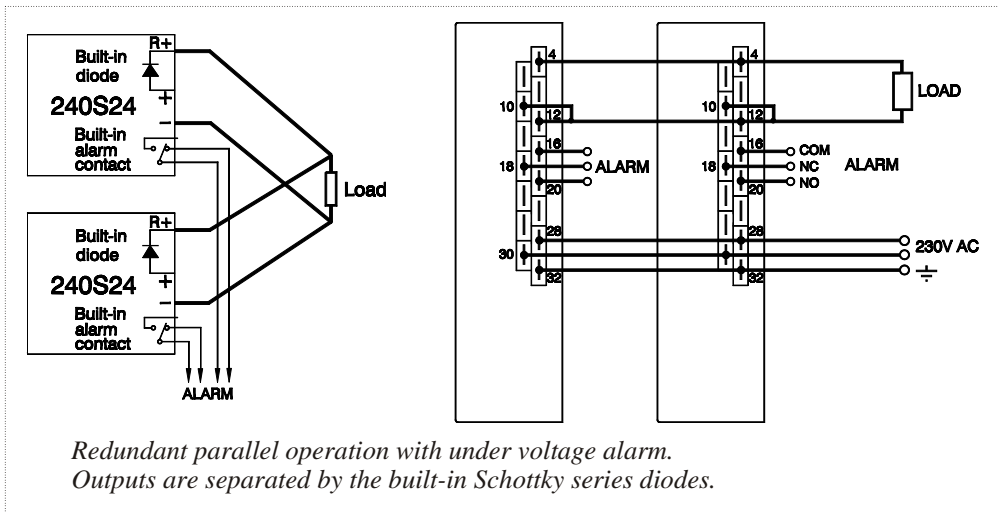 R+
Built-in
diode
240S24
+
−
Built-in
alarm
contact
R+
Built-in
diode
240S24
+
−
Built-in
alarm
contact
Load
ALARM
4
10
12
16
18
20
ALARM
28
30
32
4
10
12
16
18
20
COM
NC
NO
ALARM
28
32
LOAD
230V AC
Redundant parallel operation with under voltage alarm.
Outputs are separated by the built-in Schottky series diodes.